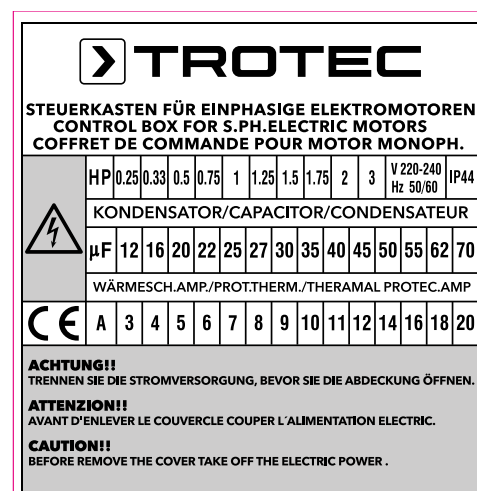 TROTEC
STEUERKASTEN FÜR EINPHASIGE ELEKTROMOTOREN
CONTROL BOX FOR S.PH.ELECTRIC MOTORS
COFFRET DE COMMANDE POUR MOTOR MONOPH.
HP 0.25 0.33 0.5 0.75 1 1.25 1.5 1.75 2 3 V 220-240 IP44
Hz 50/60
KONDENSATOR/CAPACITOR/CONDENSATEUR
µF 12 16 20 22 25 27 30 35 40 45 50 55 62 70
WÄRMESCH.AMP./PROT.THERM./THERAMAL PROTEC.AMP
CE A 3 4 5 6 7 8 9 10 11 12 14 16 18 20
ACHTUNG!!
TRENNEN SIE DIE STROMVERSORGUNG, BEVOR SIE DIE ABDECKUNG ÖFFNEN.
ATTENZION!!
AVANT D'ENLEVER LE COUVERCLE COUPER L´ALIMENTATION ELECTRIC.
CAUTION!!
BEFORE REMOVE THE COVER TAKE OFF THE ELECTRIC POWER .